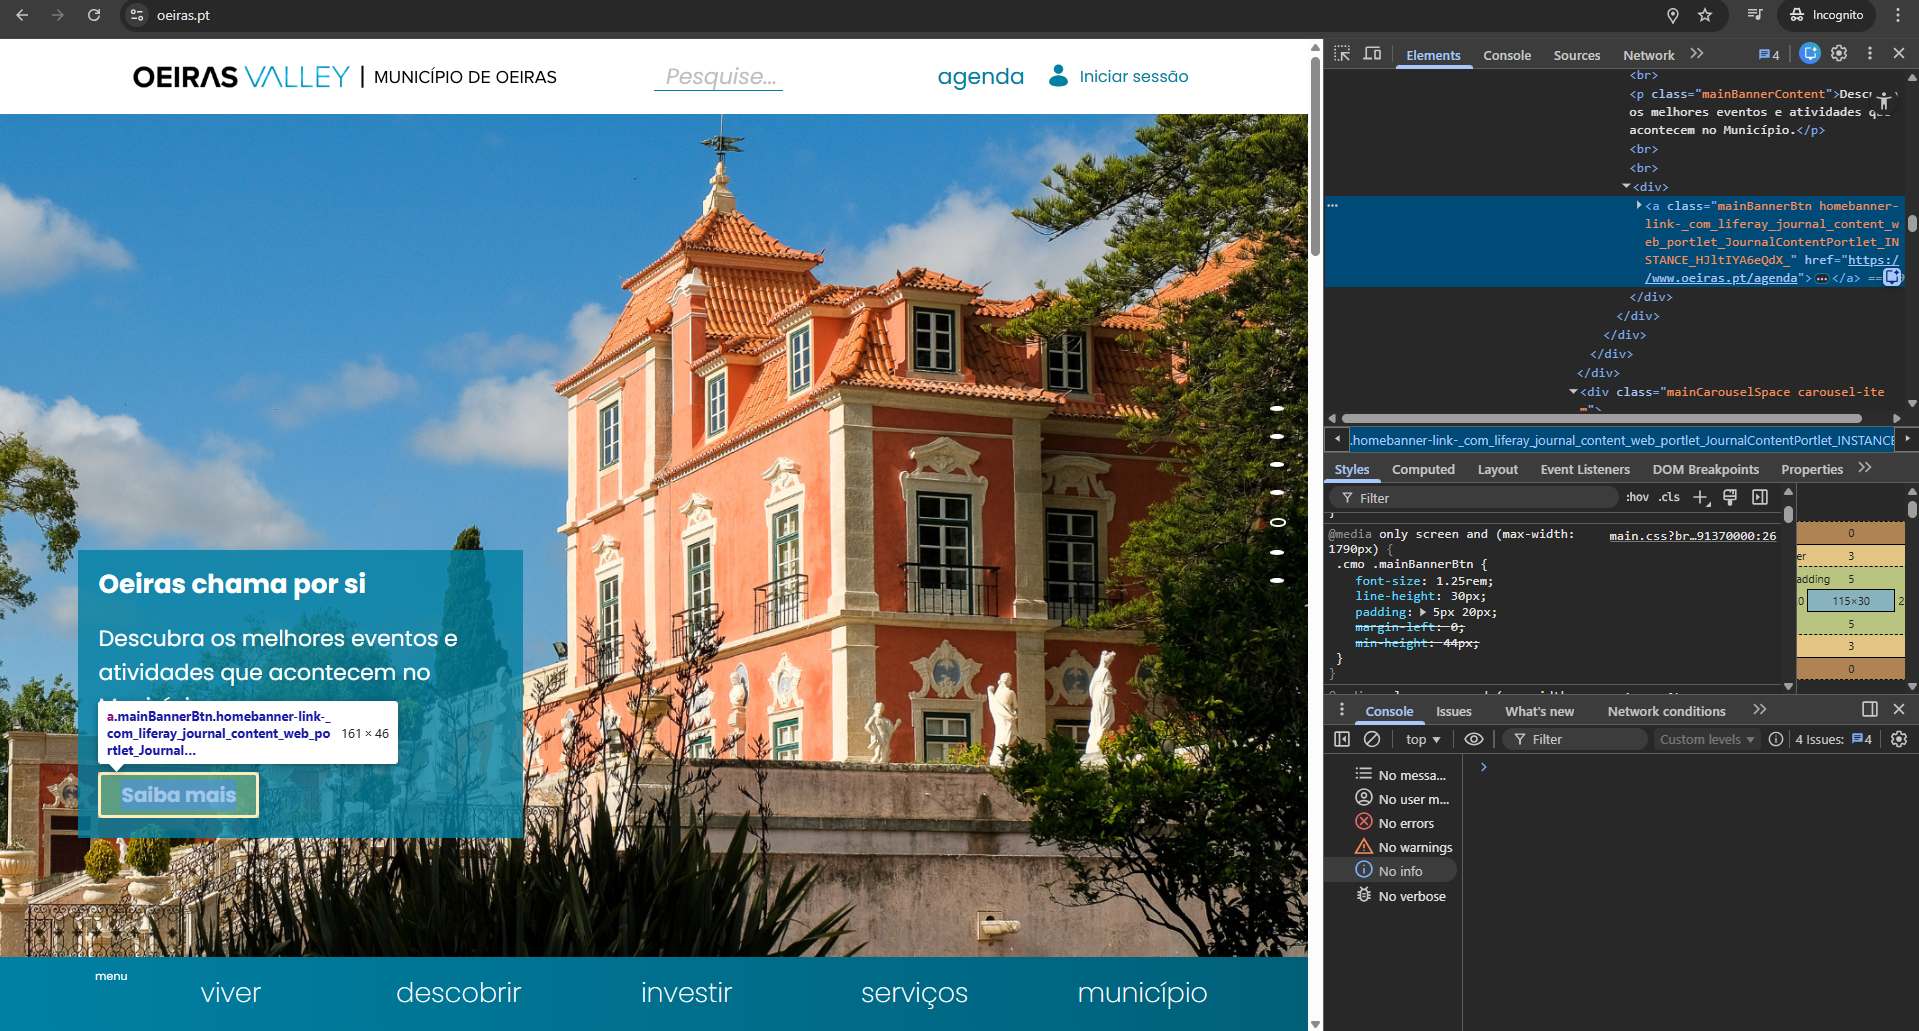 oeiras.pt
Incognito
OEIRAS VALLEY | MUNICÍPIO DE OEIRAS
Pesquise...
agenda
Iniciar sessão
Oeiras chama por si
Descubra os melhores eventos e
atividades que acontecem no
a.mainBannerBtn.homebanner-link-_
com_liferay_journal_content_web_po
rtlet_Journal...
161 × 46
Saiba mais
menu
viver
descobrir
investir
serviços
município
Elements
Console
Sources
Network
4
<br>
<p class="mainBannerContent">Descu
os melhores eventos e atividades qu
acontecem no Município.</p>
<br>
<br>
<div>
<a class="mainBannerBtn homebanner-
link-_com_liferay_journal_content_w
eb_portlet_JournalContentPortlet_IN
STANCE_HJltIYA6eQdX_" href="https:/
/www.oeiras.pt/agenda">…</a> ==
</div>
</div>
</div>
</div>
</div>
<div class="mainCarouselSpace carousel-ite
m">
.homebanner-link-_com_liferay_journal_content_web_portlet_JournalContentPortlet_INSTANCE
Styles
Computed
Layout
Event Listeners
DOM Breakpoints
Properties
Filter
:hov
.cls
}
@media only screen and (max-width:
1790px) {
main.css?br…91370000:26
.cmo .mainBannerBtn {
font-size: 1.25rem;
line-height: 30px;
padding: 5px 20px;
margin-left: 0;
min-height: 44px;
}
}
0
er 3
adding 5
0 115×30 2
5
3
0
Console
Issues
What's new
Network conditions
top
Filter
Custom levels
4 Issues:
4
No messa...
No user m...
No errors
No warnings
No info
No verbose